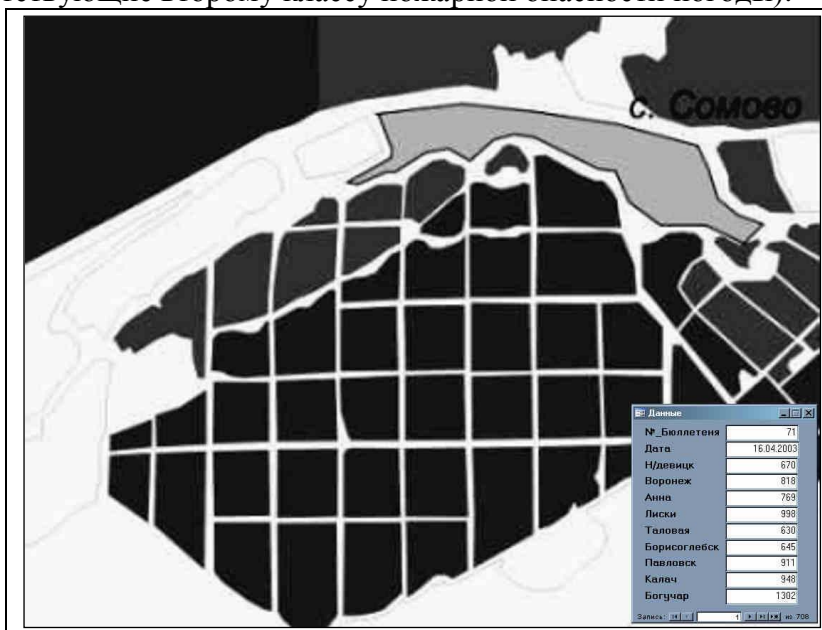 ствующие второму классу пожарной опасности погоды).
с. Сомово
Данные
№_Бюллетеня 71
Дата 16.04.2003
Н/девицк 670
Воронеж 818
Анна 769
Лиски 998
Таловая 630
Борисоглебск 645
Павловск 911
Калач 948
Богучар 1302
Запись: 1 из 708